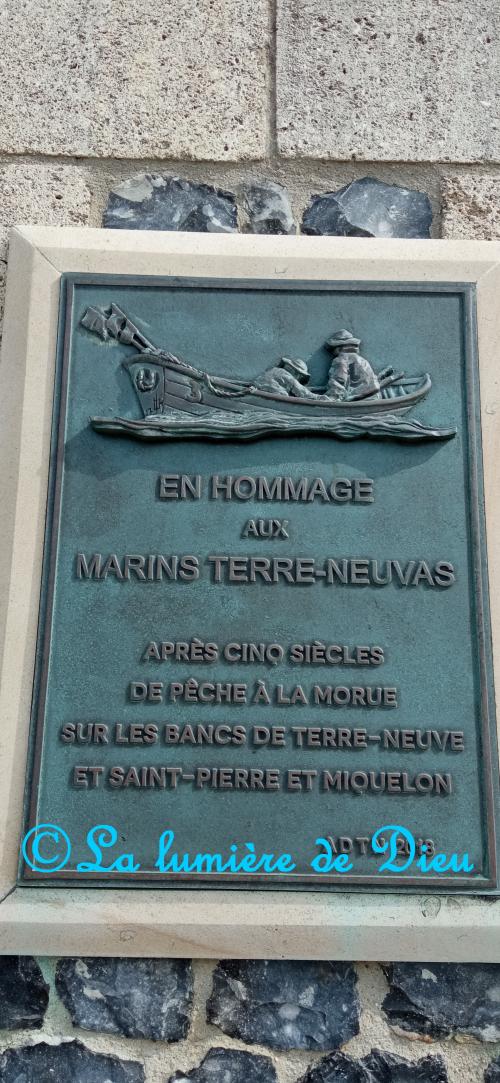 EN HOMMAGE
AUX
MARINS TERRE-NEUVAS
APRÈS CINQ SIÈCLES
DE PÊCHE À LA MORUE
SUR LES BANCS DE TERRE-NEUVE
ET SAINT-PIERRE ET MIQUELON
©La lumière de Dieu